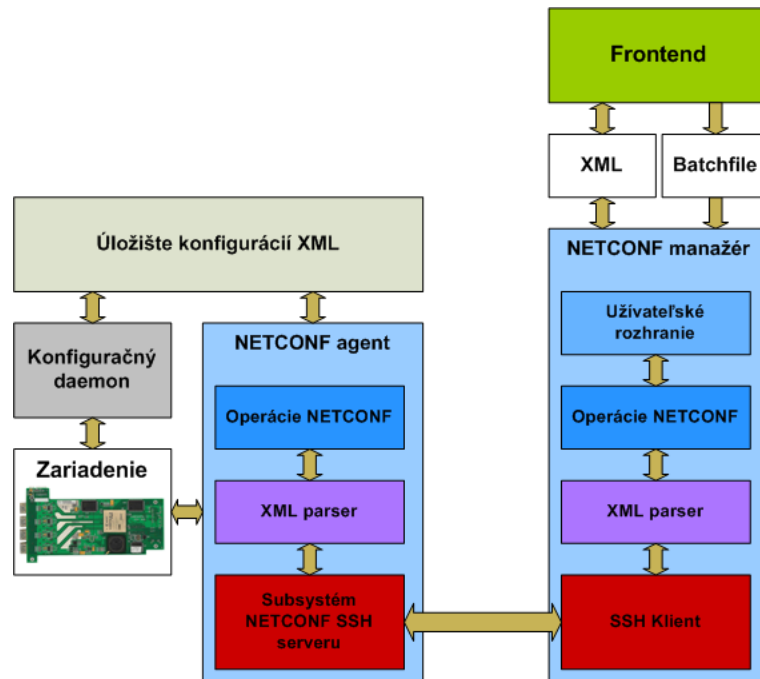 Frontend
XML
Batchfile
Úložište konfigurácií XML
NETCONF manažér
Užívateľské
rozhranie
Konfiguračný
daemon
NETCONF agent
Operácie NETCONF
Operácie NETCONF
Zariadenie
XML parser
XML parser
Subsystém
NETCONF SSH
serveru
SSH Klient